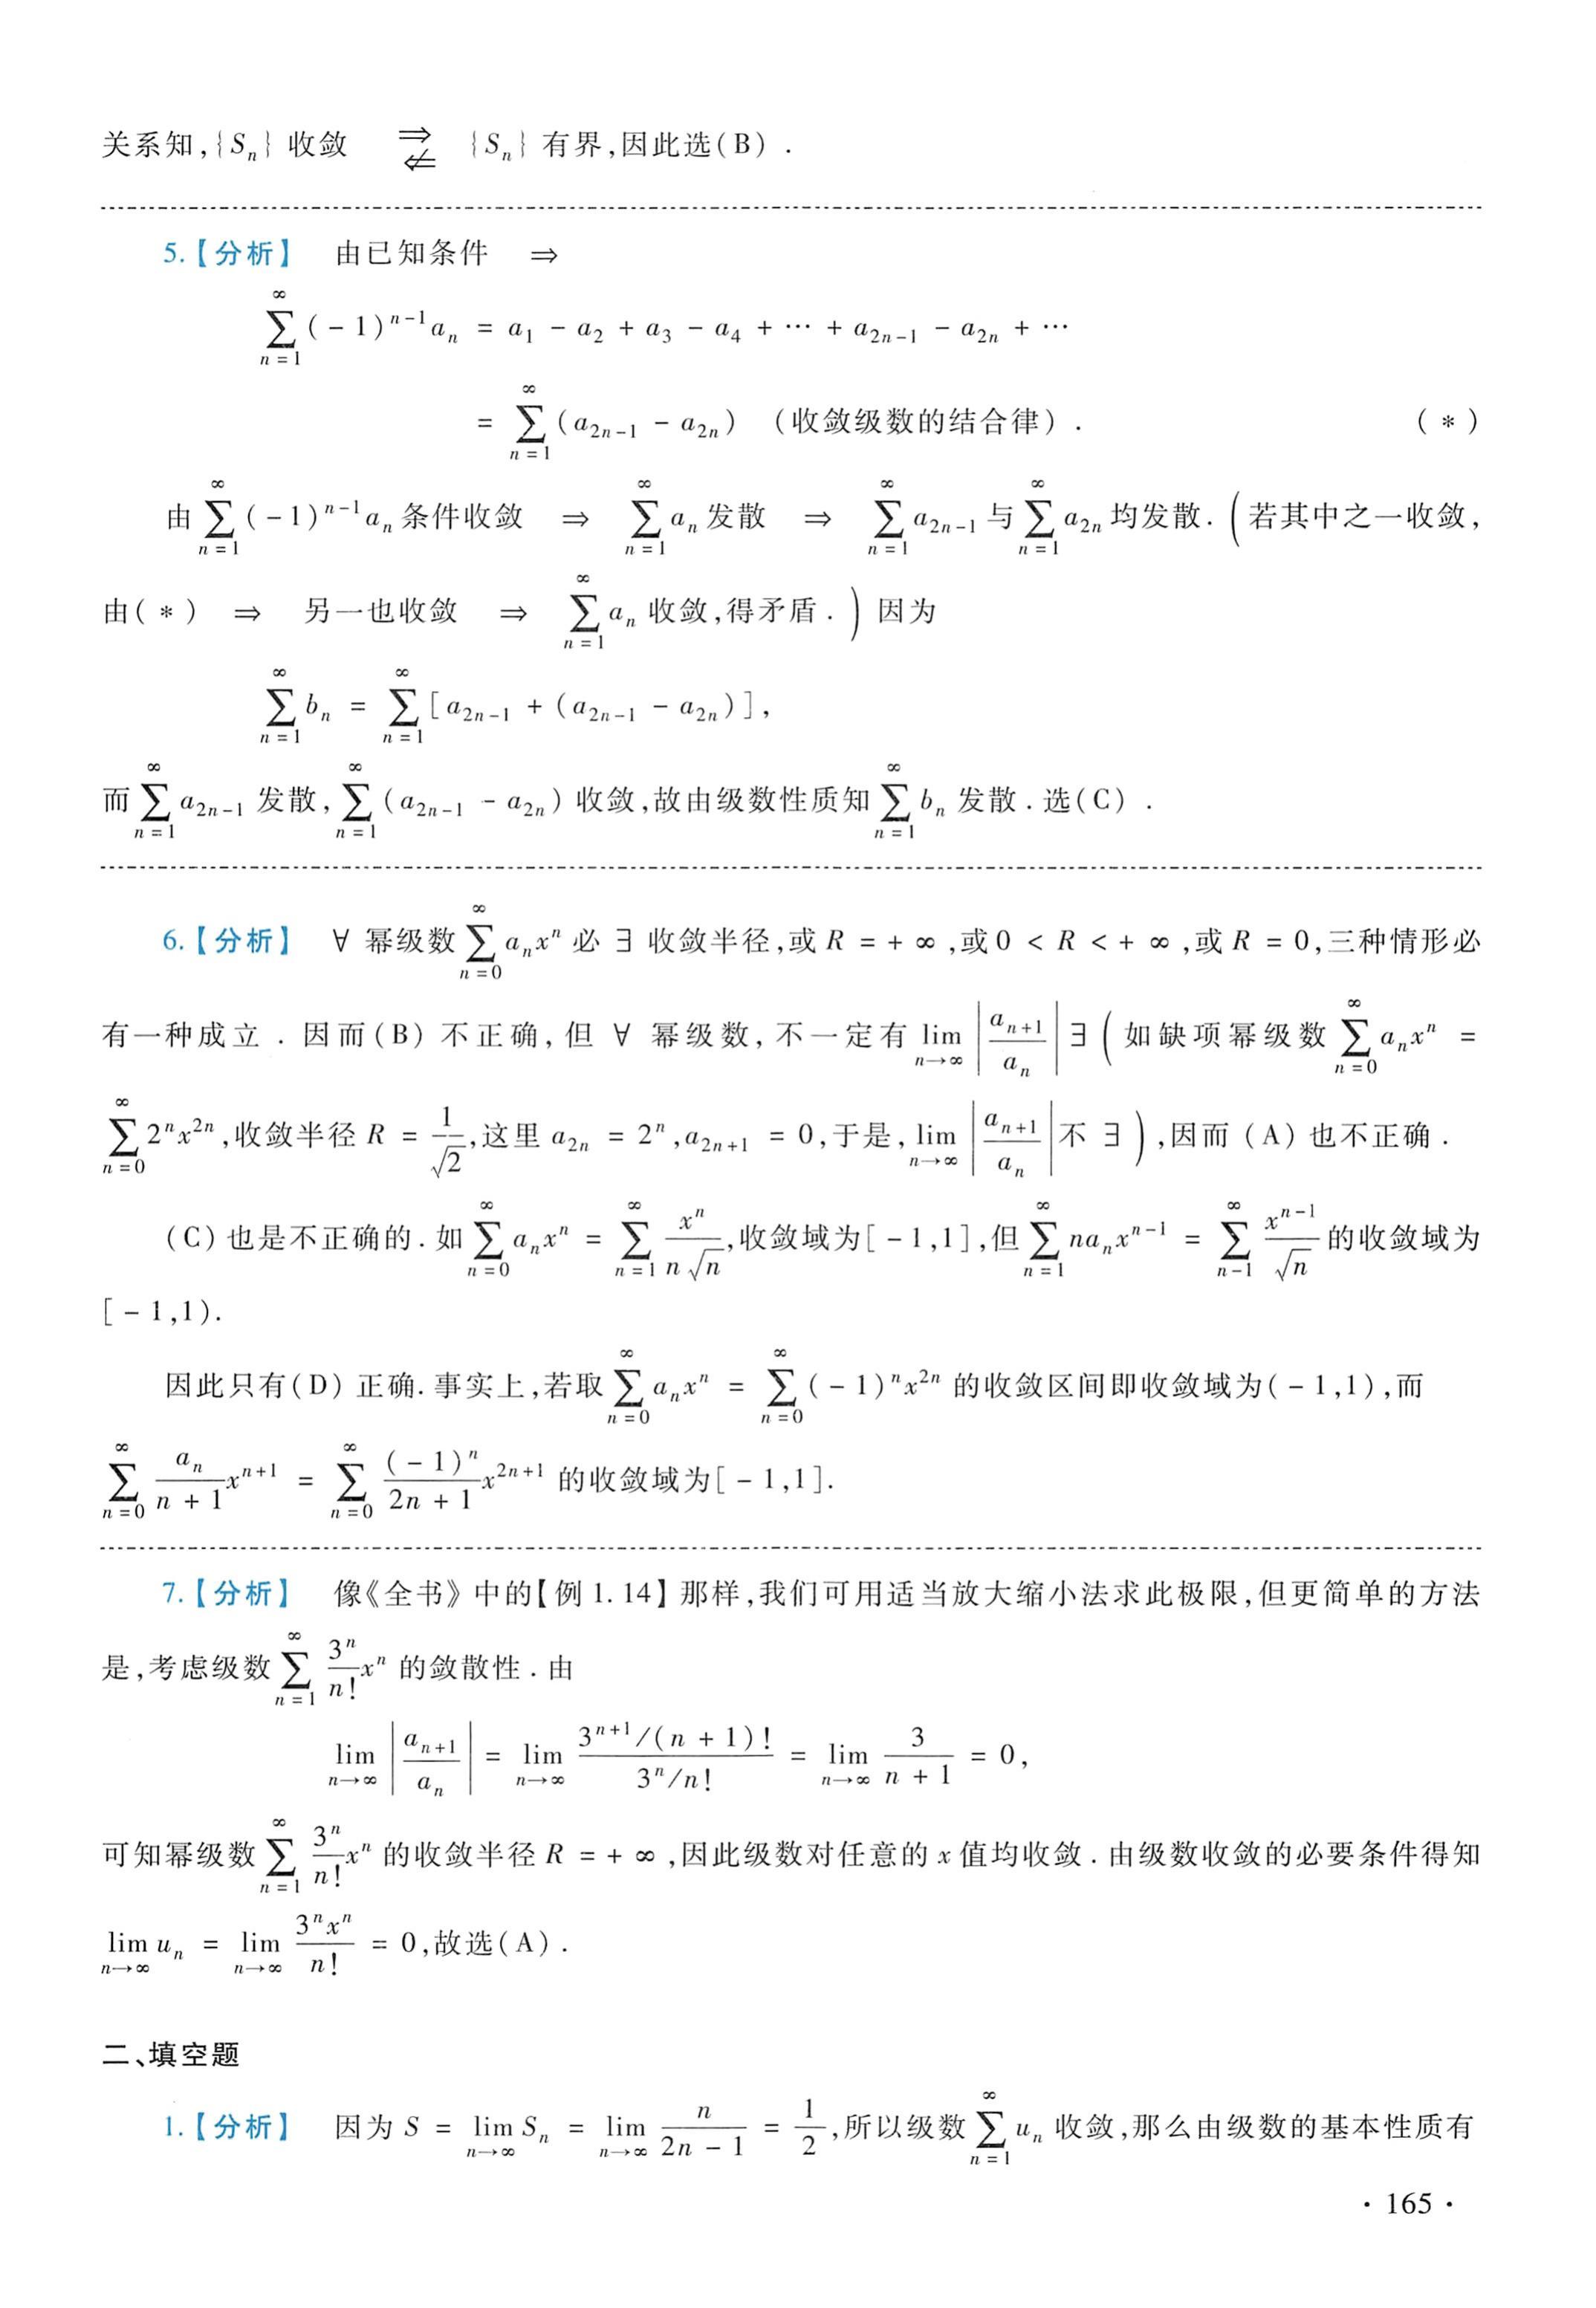 关系知,{Sₙ} 收敛 ⇒ ⇍ {Sₙ} 有界,因此选(B).
5.【分析】 由已知条件 ⇒
$\sum_{n=1}^{\infty}(-1)^{n-1}a_n = a_1 - a_2 + a_3 - a_4 + \cdots + a_{2n-1} - a_{2n} + \cdots$
$= \sum_{n=1}^{\infty}(a_{2n-1} - a_{2n})$ (收敛级数的结合律). (*)
由 $\sum_{n=1}^{\infty}(-1)^{n-1}a_n$ 条件收敛 ⇒ $\sum_{n=1}^{\infty}a_n$ 发散 ⇒ $\sum_{n=1}^{\infty}a_{2n-1}$ 与 $\sum_{n=1}^{\infty}a_{2n}$ 均发散.(若其中之一收敛,
由(*) ⇒ 另一也收敛 ⇒ $\sum_{n=1}^{\infty}a_n$ 收敛,得矛盾.)因为
$\sum_{n=1}^{\infty}b_n = \sum_{n=1}^{\infty}[a_{2n-1} + (a_{2n-1} - a_{2n})],$
而 $\sum_{n=1}^{\infty}a_{2n-1}$ 发散, $\sum_{n=1}^{\infty}(a_{2n-1} - a_{2n})$ 收敛,故由级数性质知 $\sum_{n=1}^{\infty}b_n$ 发散.选(C).
6.【分析】 ∀ 幂级数 $\sum_{n=0}^{\infty}a_nx^n$ 必 ∃ 收敛半径,或 R = +∞,或 0 < R < +∞,或 R = 0,三种情形必
有一种成立.因而(B)不正确,但 ∀ 幂级数,不一定有 $\lim_{n\to\infty}\left|\frac{a_{n+1}}{a_n}\right|$ ∃ (如缺项幂级数 $\sum_{n=0}^{\infty}a_nx^n =$
$\sum_{n=0}^{\infty}2^nx^{2n}$,收敛半径 $R = \frac{1}{\sqrt{2}}$,这里 $a_{2n} = 2^n, a_{2n+1} = 0$,于是, $\lim_{n\to\infty}\left|\frac{a_{n+1}}{a_n}\right|$ 不 ∃),因而(A)也不正确.
(C)也是不正确的.如 $\sum_{n=0}^{\infty}a_nx^n = \sum_{n=1}^{\infty}\frac{x^n}{n\sqrt{n}}$,收敛域为[-1,1],但 $\sum_{n=1}^{\infty}na_nx^{n-1} = \sum_{n-1}^{\infty}\frac{x^{n-1}}{\sqrt{n}}$ 的收敛域为
[-1,1).
因此只有(D)正确.事实上,若取 $\sum_{n=0}^{\infty}a_nx^n = \sum_{n=0}^{\infty}(-1)^nx^{2n}$ 的收敛区间即收敛域为(-1,1),而
$\sum_{n=0}^{\infty}\frac{a_n}{n+1}x^{n+1} = \sum_{n=0}^{\infty}\frac{(-1)^n}{2n+1}x^{2n+1}$ 的收敛域为[-1,1].
7.【分析】 像《全书》中的【例 1.14】那样,我们可用适当放大缩小法求此极限,但更简单的方法
是,考虑级数 $\sum_{n=1}^{\infty}\frac{3^n}{n!}x^n$ 的敛散性.由
$\lim_{n\to\infty}\left|\frac{a_{n+1}}{a_n}\right| = \lim_{n\to\infty}\frac{3^{n+1}/(n+1)!}{3^n/n!} = \lim_{n\to\infty}\frac{3}{n+1} = 0,$
可知幂级数 $\sum_{n=1}^{\infty}\frac{3^n}{n!}x^n$ 的收敛半径 R = +∞,因此级数对任意的 x 值均收敛.由级数收敛的必要条件得知
$\lim_{n\to\infty}u_n = \lim_{n\to\infty}\frac{3^nx^n}{n!} = 0$,故选(A).
二、填空题
1.【分析】 因为 $S = \lim_{n\to\infty}S_n = \lim_{n\to\infty}\frac{n}{2n-1} = \frac{1}{2}$,所以级数 $\sum_{n=1}^{\infty}u_n$ 收敛,那么由级数的基本性质有
· 165 ·